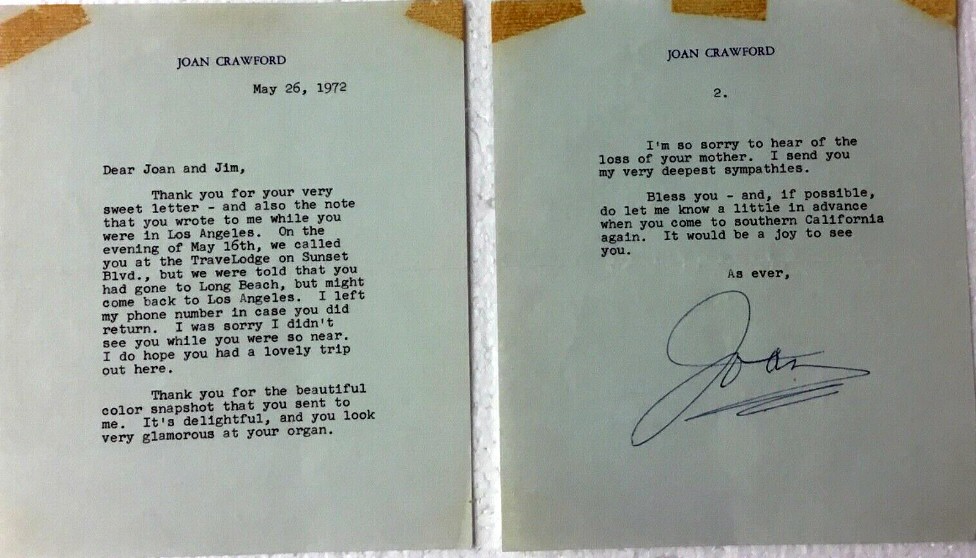 JOAN CRAWFORD
May 26, 1972
Dear Joan and Jim,
Thank you for your very
sweet letter - and also the note
that you wrote to me while you
were in Los Angeles. On the
evening of May 16th, we called
you at the TraveLodge on Sunset
Blvd., but we were told that you
had gone to Long Beach, but might
come back to Los Angeles. I left
my phone number in case you did
return. I was sorry I didn't
see you while you were so near.
I do hope you had a lovely trip
out here.
Thank you for the beautiful
color snapshot that you sent to
me. It's delightful, and you look
very glamorous at your organ.
JOAN CRAWFORD
2.
I'm so sorry to hear of the
loss of your mother. I send you
my very deepest sympathies.
Bless you - and, if possible,
do let me know a little in advance
when you come to southern California
again. It would be a joy to see
you.
As ever,
Joan